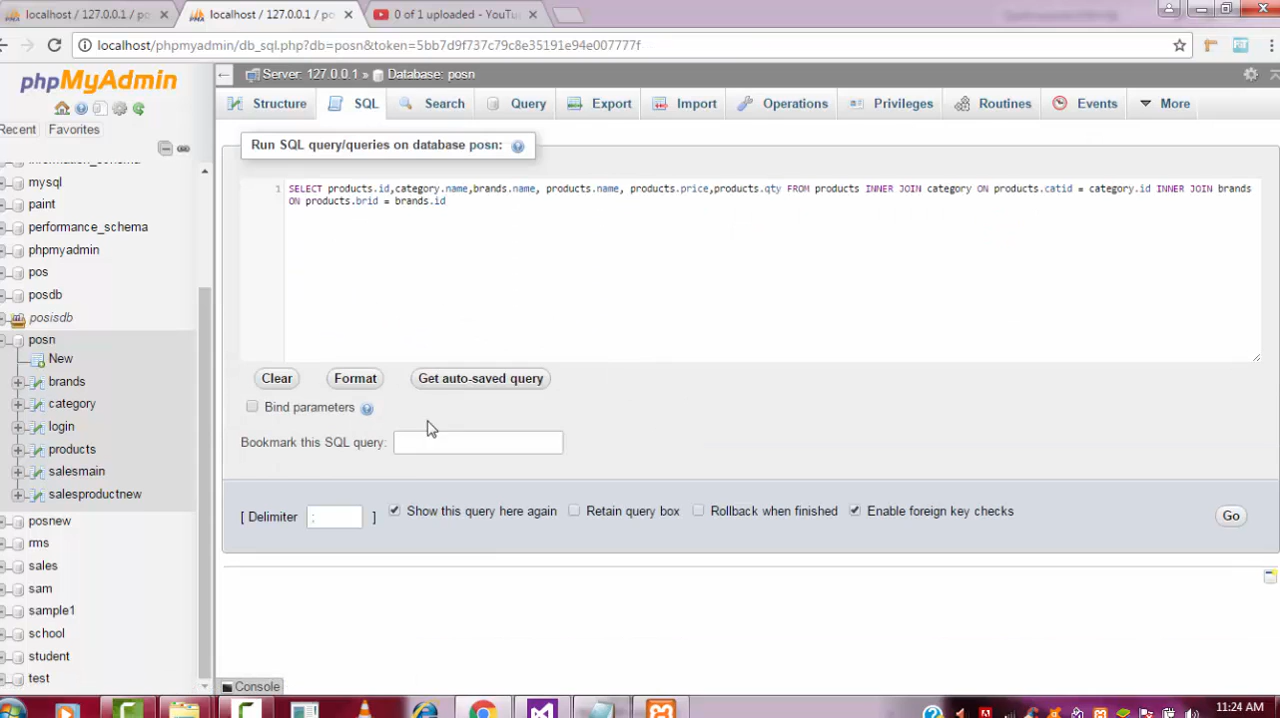 localhost / 127.0.0.1 / po
localhost / 127.0.0.1 / po
0 of 1 uploaded - YouTu
localhost/phpmyadmin/db_sql.php?db=posn&token=5bb7d9f737c79c8e35191e94e007777f
phpMyAdmin
Server: 127.0.0.1 » Database: posn
Structure SQL Search Query Export Import Operations Privileges Routines Events More
Recent Favorites
Run SQL query/queries on database posn:
information_schema
mysql
paint
performance_schema
phpmyadmin
pos
posdb
posisdb
posn
New
brands
category
login
products
salesmain
salesproductnew
posnew
rms
sales
sam
sample1
school
student
test
1 SELECT products.id,category.name,brands.name, products.name, products.price,products.qty FROM products INNER JOIN category ON products.catid = category.id INNER JOIN brands
ON products.brid = brands.id
Clear Format Get auto-saved query
Bind parameters
Bookmark this SQL query:
[ Delimiter ; ] Show this query here again Retain query box Rollback when finished Enable foreign key checks Go
Console
11:24 AM